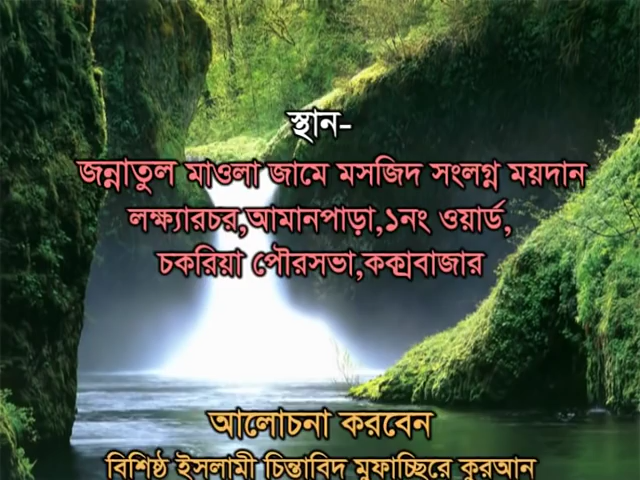 স্থান-
জন্নাতুল মাওলা জামে মসজিদ সংলগ্ন ময়দান
লক্ষ্যারচর,আমানপাড়া,১নং ওয়ার্ড,
চকরিয়া পৌরসভা,কক্সবাজার
আলোচনা করবেন
বিশিষ্ঠ ইসলামী চিন্তাবিদ মুফাচ্ছিরে কুরআন